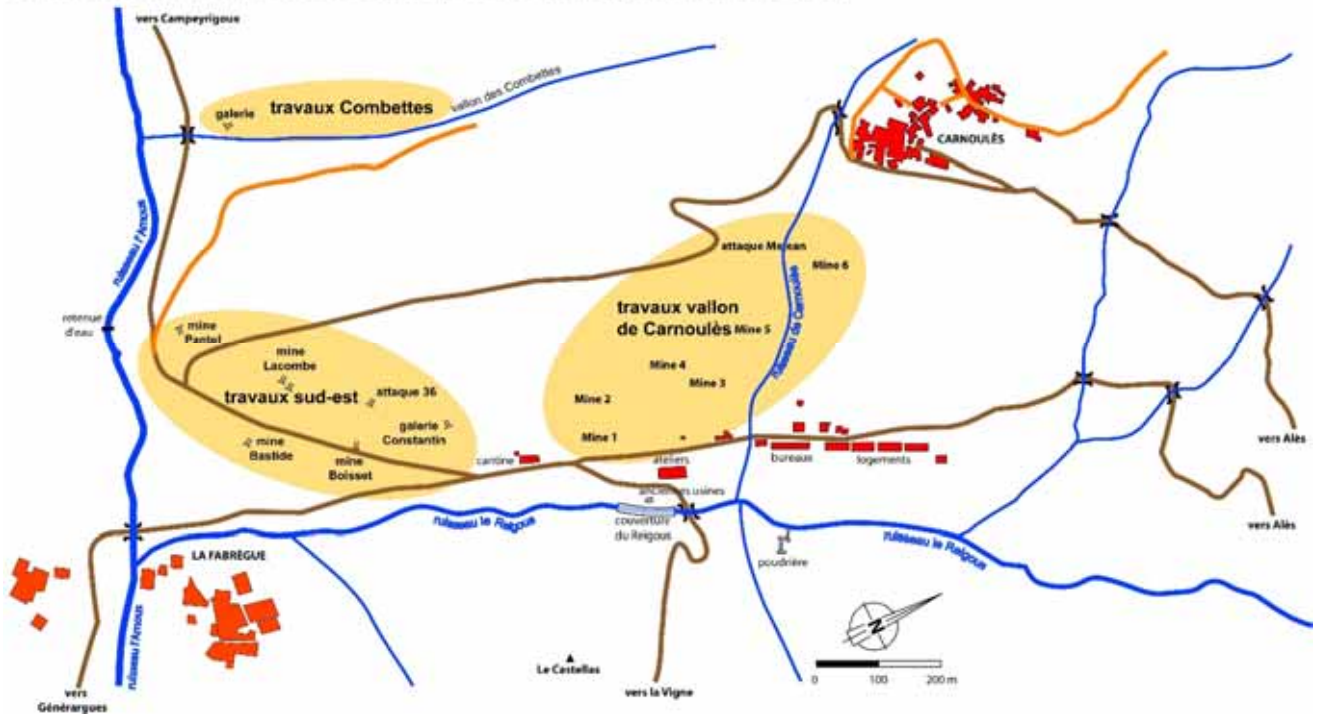 vers Campeyrigoue
galerie
travaux Combettes
vallon des Combettes
CARNOULÈS
ruisseau l'Amous
attaque Mejean
Mine 6
travaux vallon
de Carnoulès
Mine 5
ruisseau de Carnoulès
retenue
d'eau
mine
Pantel
mine
Lacombe
Mine 4
Mine 3
travaux sud-est
attaque 36
Mine 2
galerie
Constantin
mine
Bastide
mine
Boisset
Mine 1
cantine
ateliers
bureaux
logements
vers Alès
anciennes usines
et
couverture
du Reigous
ruisseau le Reigous
vers Alès
poudrière
ruisseau le Reigous
LA FABRÈGUE
ruisseau l'Amous
N
Le Castellas
0
100
200 m
vers
Générargues
vers la Vigne